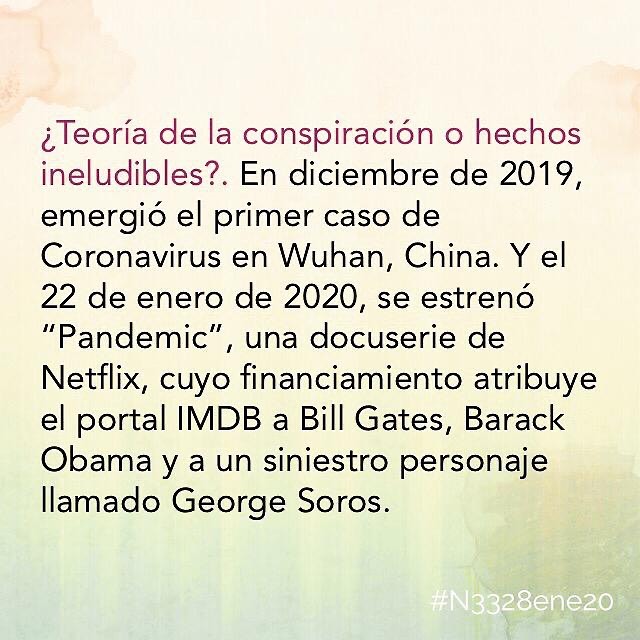 ¿Teoría de la conspiración o hechos
ineludibles?. En diciembre de 2019,
emergió el primer caso de
Coronavirus en Wuhan, China. Y el
22 de enero de 2020, se estrenó
“Pandemic”, una docuserie de
Netflix, cuyo financiamiento atribuye
el portal IMDB a Bill Gates, Barack
Obama y a un siniestro personaje
llamado George Soros.
#N3328ene20